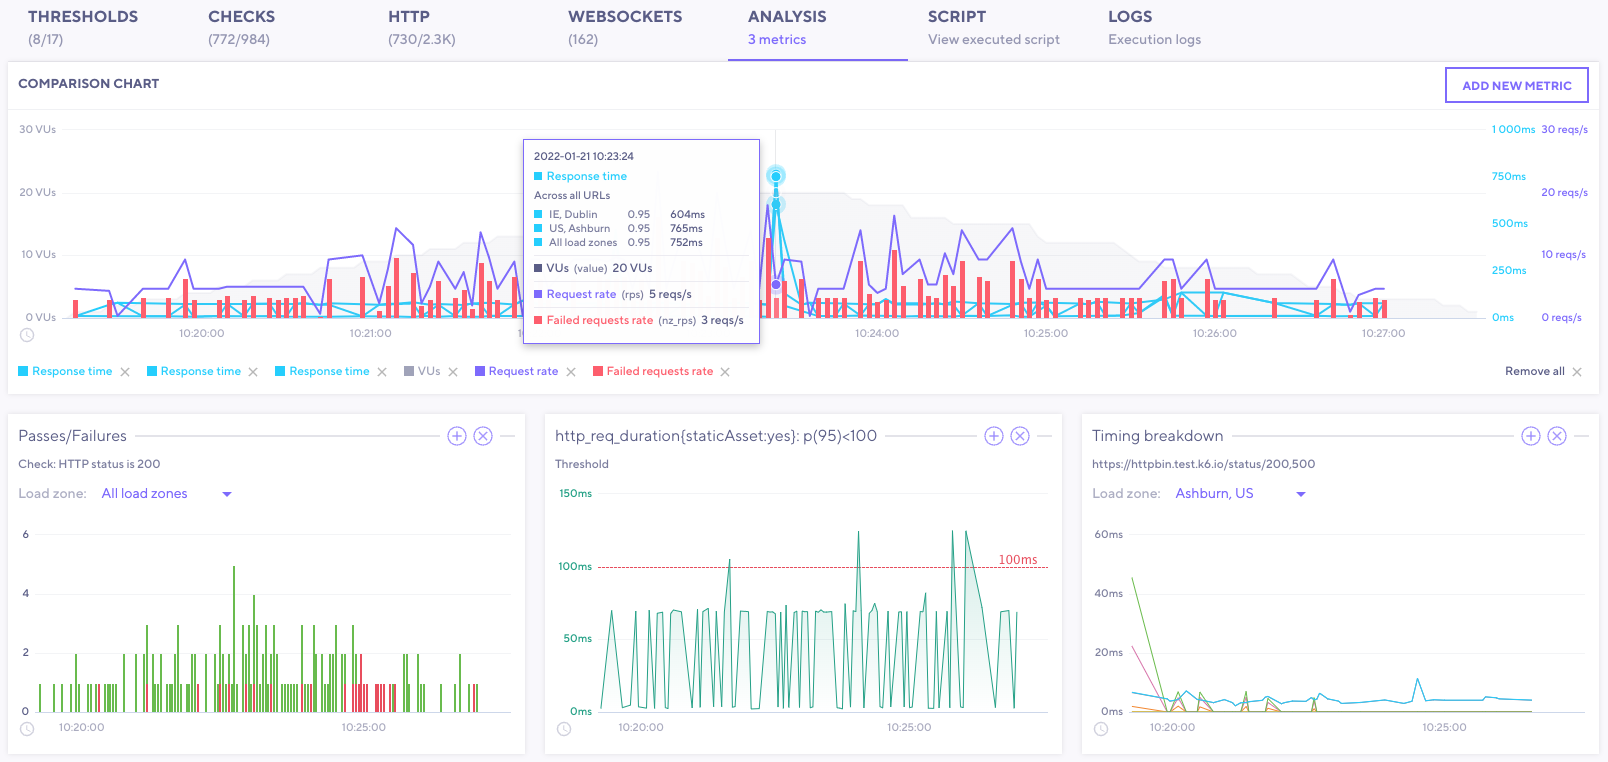 THRESHOLDS CHECKS HTTP WEBSOCKETS ANALYSIS SCRIPT LOGS
(8/17) (772/984) (730/2.3K) (162) 3 metrics View executed script Execution logs
COMPARISON CHART
ADD NEW METRIC
30 VUs 1 000ms 30 reqs/s
2022-01-21 10:23:24
Response time
750ms
Across all URLs
20 VUs 20 reqs/s
IE, Dublin 0.95 604ms
500ms
US, Ashburn 0.95 765ms
All load zones 0.95 752ms
10 VUs 10 reqs/s
VUs (value) 20 VUs
250ms
Request rate (rps) 5 reqs/s
0 VUs 0ms 0 reqs/s
Failed requests rate (nz_rps) 3 reqs/s
10:20:00 10:21:00 10:24:00 10:25:00 10:26:00 10:27:00
Response time Response time Response time VUs Request rate Failed requests rate Remove all
Passes/Failures
Check: HTTP status is 200
Load zone: All load zones
6
4
2
0
10:20:00 10:25:00
http_req_duration{staticAsset:yes}: p(95)<100
Threshold
150ms
100ms
100ms
50ms
0ms
10:20:00 10:25:00
Timing breakdown
https://httpbin.test.k6.io/status/200,500
Load zone: Ashburn, US
60ms
40ms
20ms
0ms
10:20:00 10:25:00